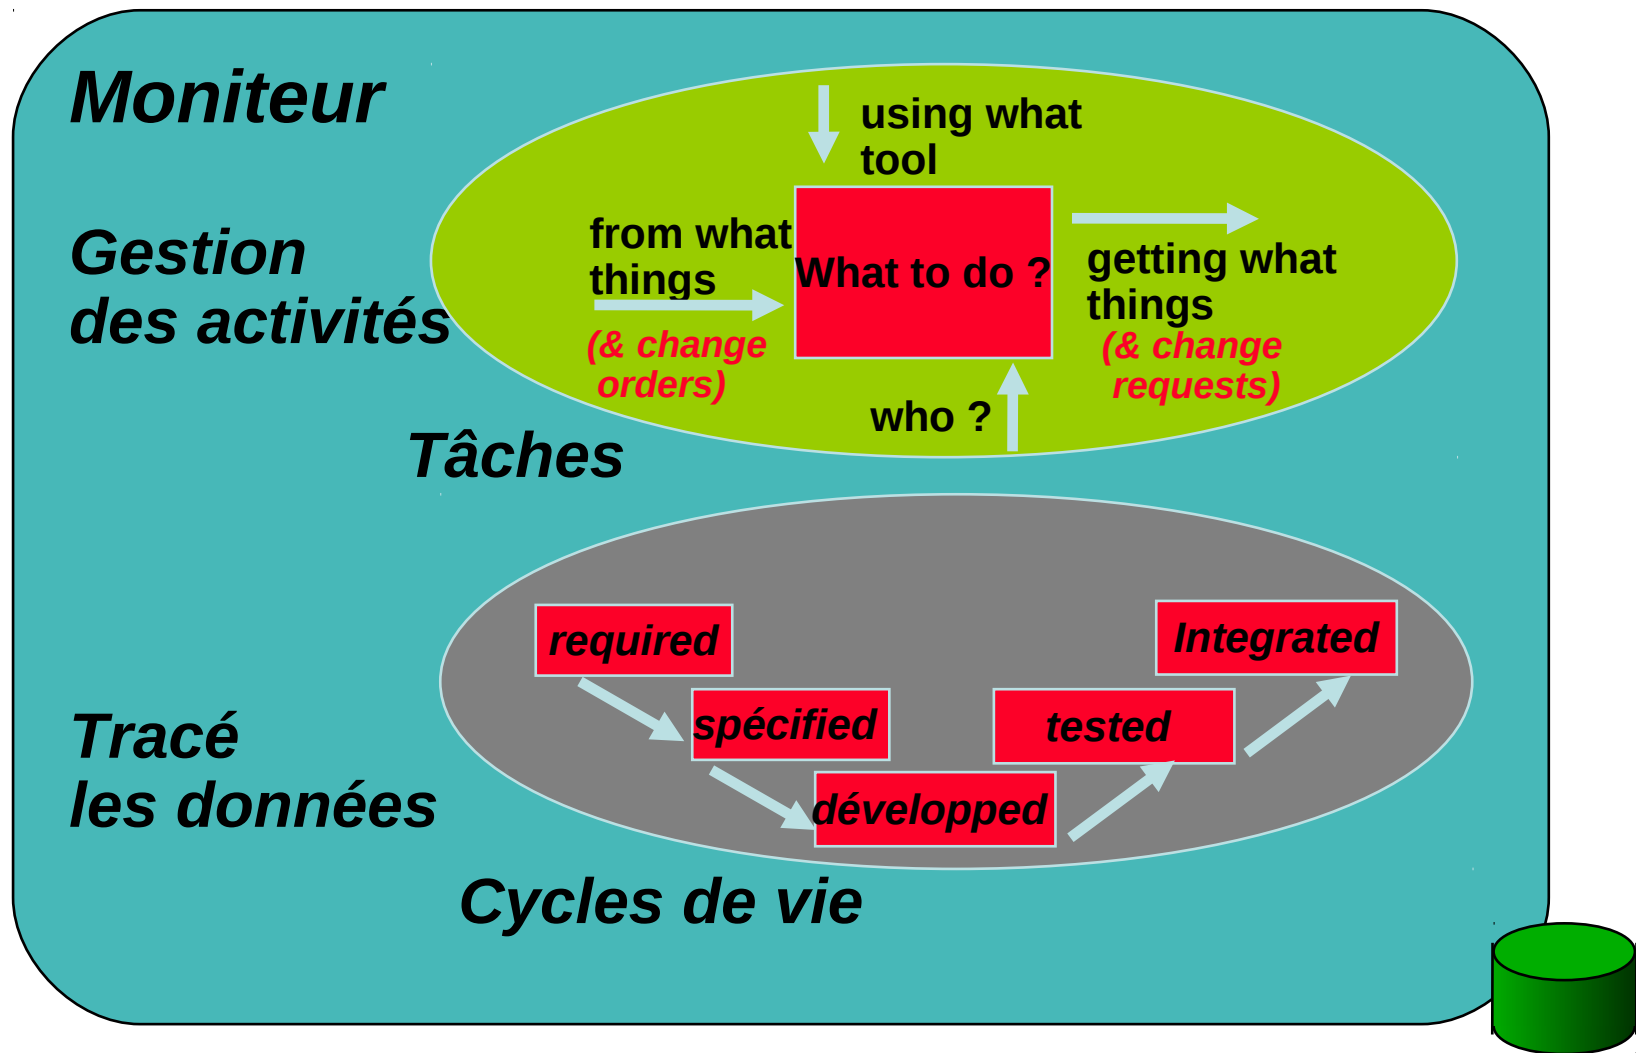 Moniteur
using what
tool
Gestion
des activités
from what
things
What to do ?
getting what
things
(& change
orders)
(& change
requests)
who ?
Tâches
required
Integrated
spécified
tested
développed
Tracé
les données
Cycles de vie